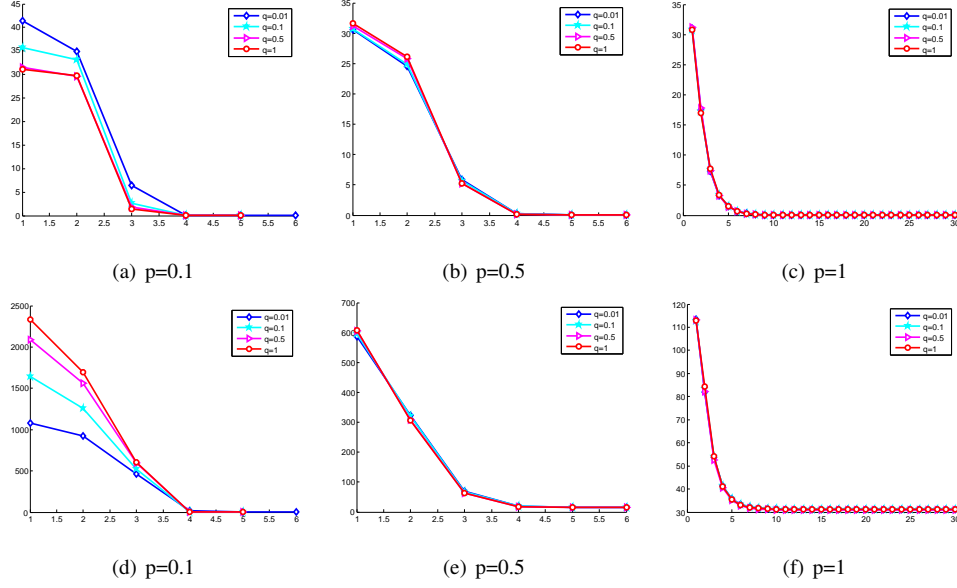 45
40
35
30
25
20
15
10
5
0
1 1.5 2 2.5 3 3.5 4 4.5 5 5.5 6
q=0.01
q=0.1
q=0.5
q=1
(a) p=0.1
35
30
25
20
15
10
5
0
1 1.5 2 2.5 3 3.5 4 4.5 5 5.5 6
q=0.01
q=0.1
q=0.5
q=1
(b) p=0.5
35
30
25
20
15
10
5
0
0 5 10 15 20 25 30
q=0.01
q=0.1
q=0.5
q=1
(c) p=1
2500
2000
1500
1000
500
0
1 1.5 2 2.5 3 3.5 4 4.5 5 5.5 6
q=0.01
q=0.1
q=0.5
q=1
(d) p=0.1
700
600
500
400
300
200
100
0
1 1.5 2 2.5 3 3.5 4 4.5 5 5.5 6
q=0.01
q=0.1
q=0.5
q=1
(e) p=0.5
120
110
100
90
80
70
60
50
40
30
0 5 10 15 20 25 30
q=0.01
q=0.1
q=0.5
q=1
(f) p=1